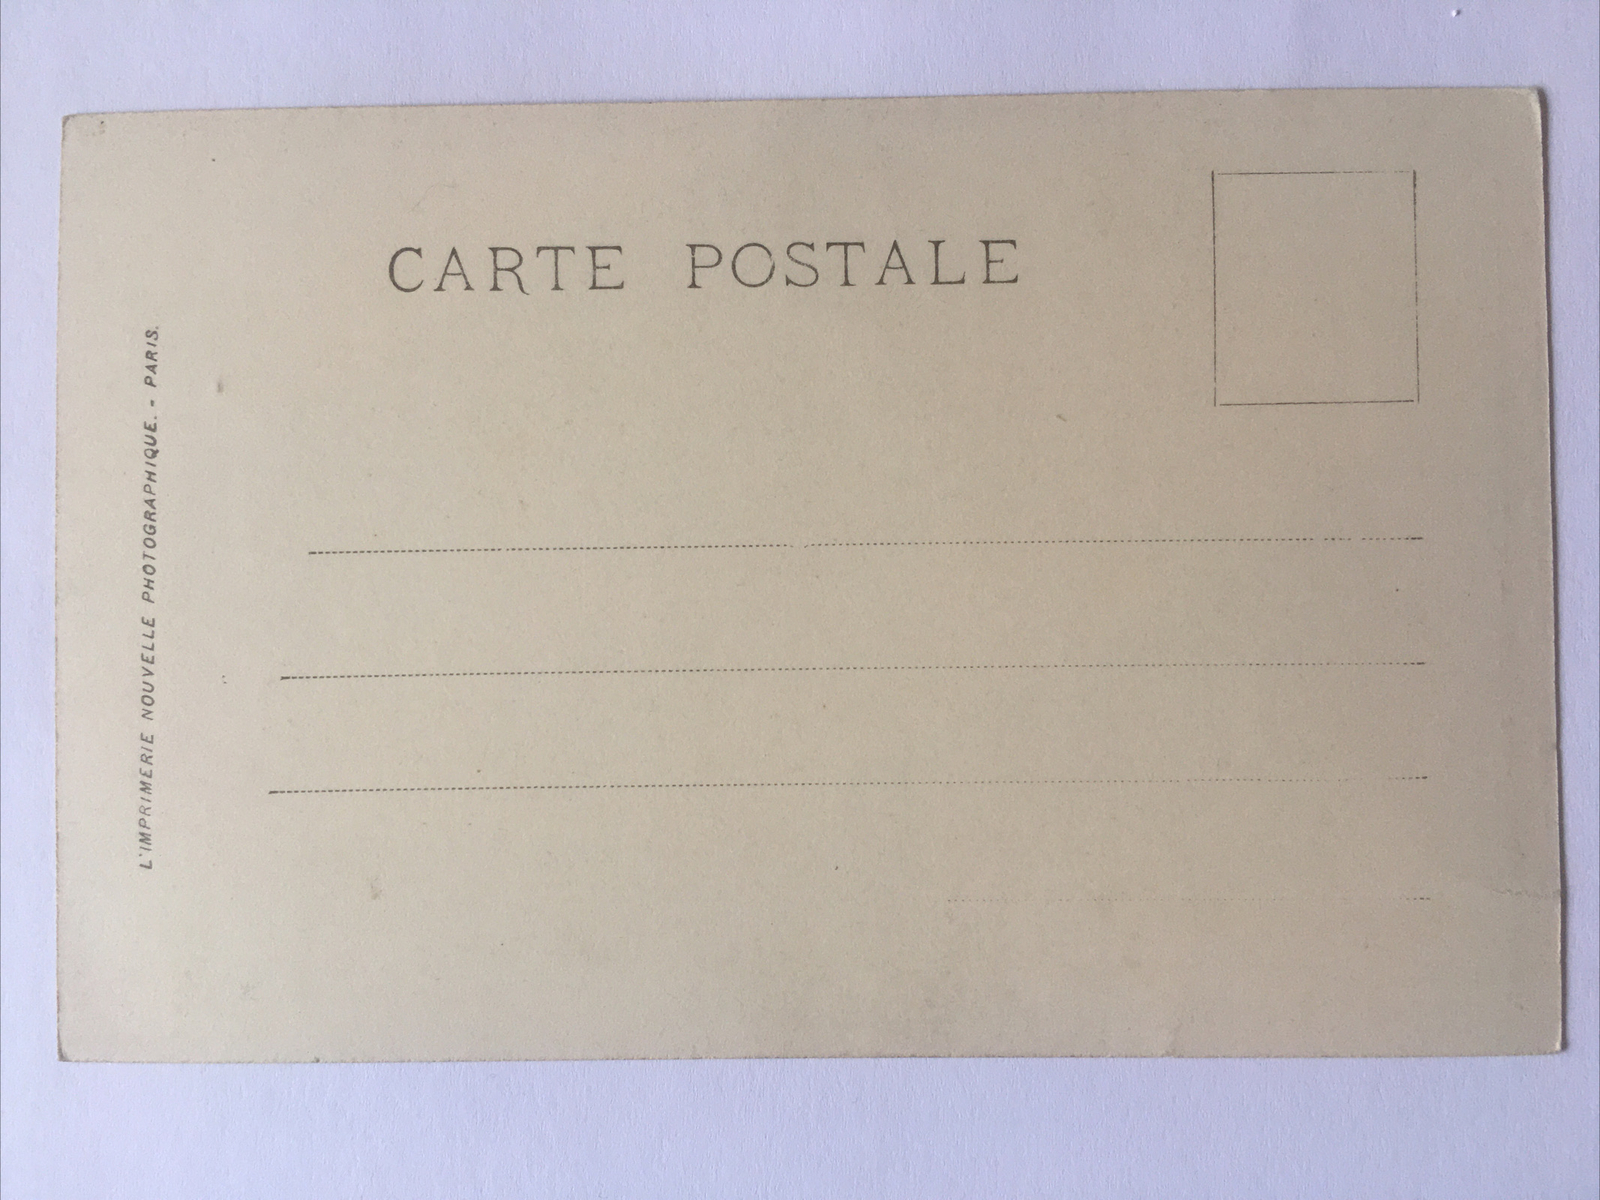 CARTE POSTALE
L'IMPRIMERIE NOUVELLE PHOTOGRAPHIQUE. - PARIS.